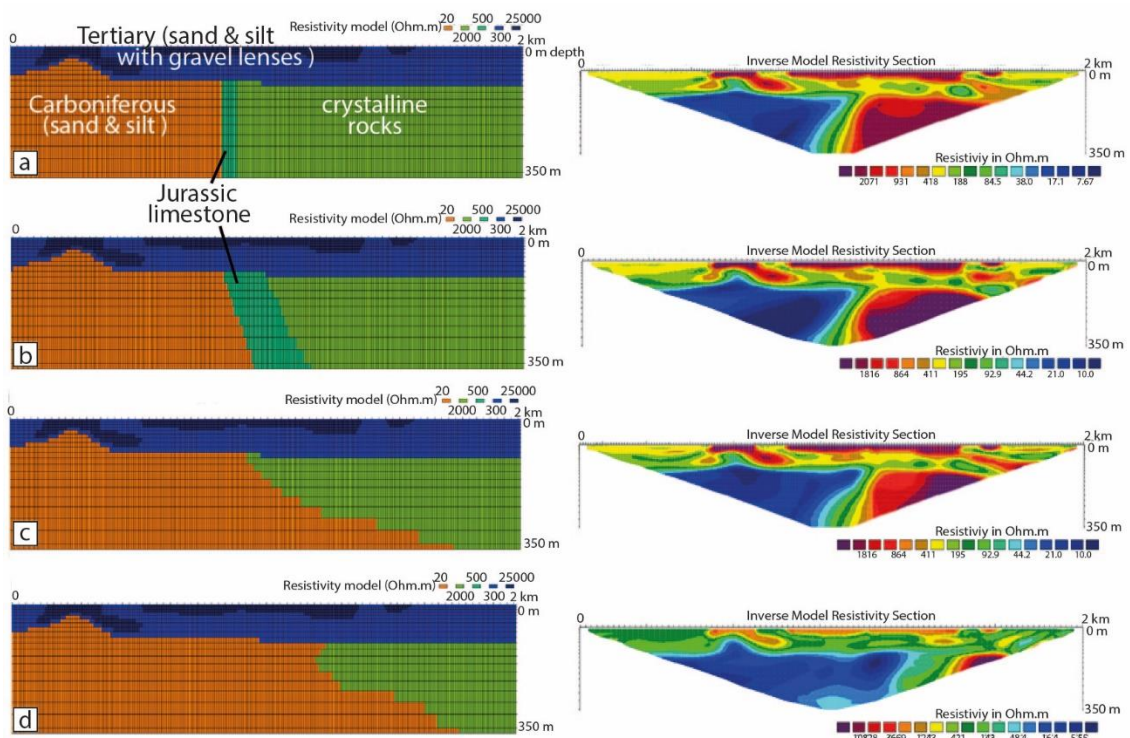 Resistivity model (Ohm.m) 20 500 25000
2000 300 2 km
0
0 m depth
Tertiary (sand & silt
with gravel lenses )
Carboniferous
(sand & silt)
crystalline
rocks
a
350 m
Jurassic
limestone
Inverse Model Resistivity Section
0
2 km
0 m
350 m
Resistiviy in Ohm.m
2071 931 418 188 84.5 38.0 17.1 7.67
Resistivity model (Ohm.m) 20 500 25000
2000 300 2 km
0
0 m
b
350 m
Inverse Model Resistivity Section
0
2 km
0 m
350 m
Resistiviy in Ohm.m
1816 864 411 195 92.9 44.2 21.0 10.0
Resistivity model (Ohm.m) 20 500 25000
2000 300 2 km
0
0 m
c
350 m
Inverse Model Resistivity Section
0
2 km
0 m
350 m
Resistiviy in Ohm.m
1816 864 411 195 92.9 44.2 21.0 10.0
Resistivity model (Ohm.m) 20 500 25000
2000 300 2 km
0
0 m
d
350 m
Inverse Model Resistivity Section
0
2 km
0 m
350 m
Resistiviy in Ohm.m